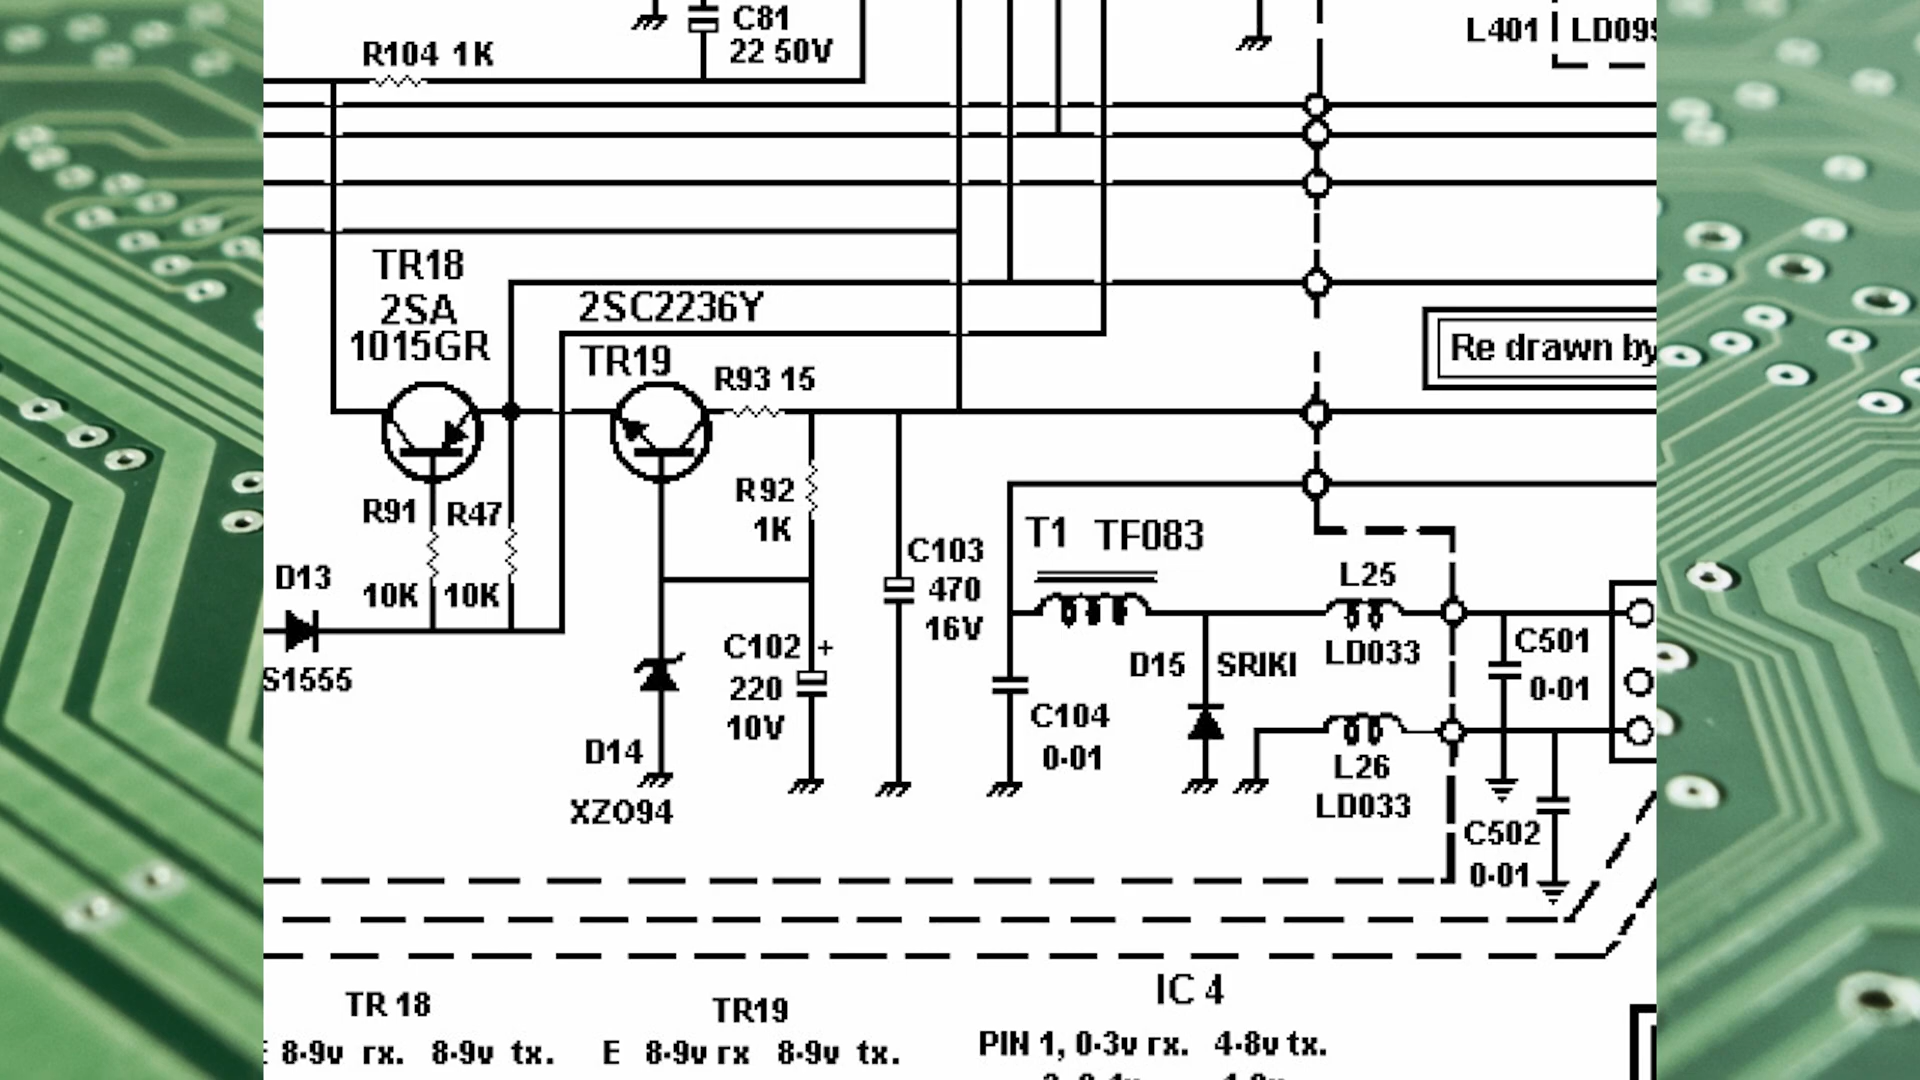 C81
22 50V
R104 1K
L401
LD09
TR18
2SA
1015GR
2SC2236Y
TR19
R93 15
Re drawn by
R92
1K
R91
R47
10K
10K
D13
S1555
C103
470
16V
T1 TF083
L25
LD033
C501
0·01
D15 SRIKI
C102 +
220
10V
C104
0·01
D14
XZO94
L26
LD033
C502
0·01
IC 4
TR 18
TR19
E 8·9v rx. 8·9v tx.
E 8·9v rx 8·9v tx.
PIN 1, 0·3v rx. 4·8v tx.